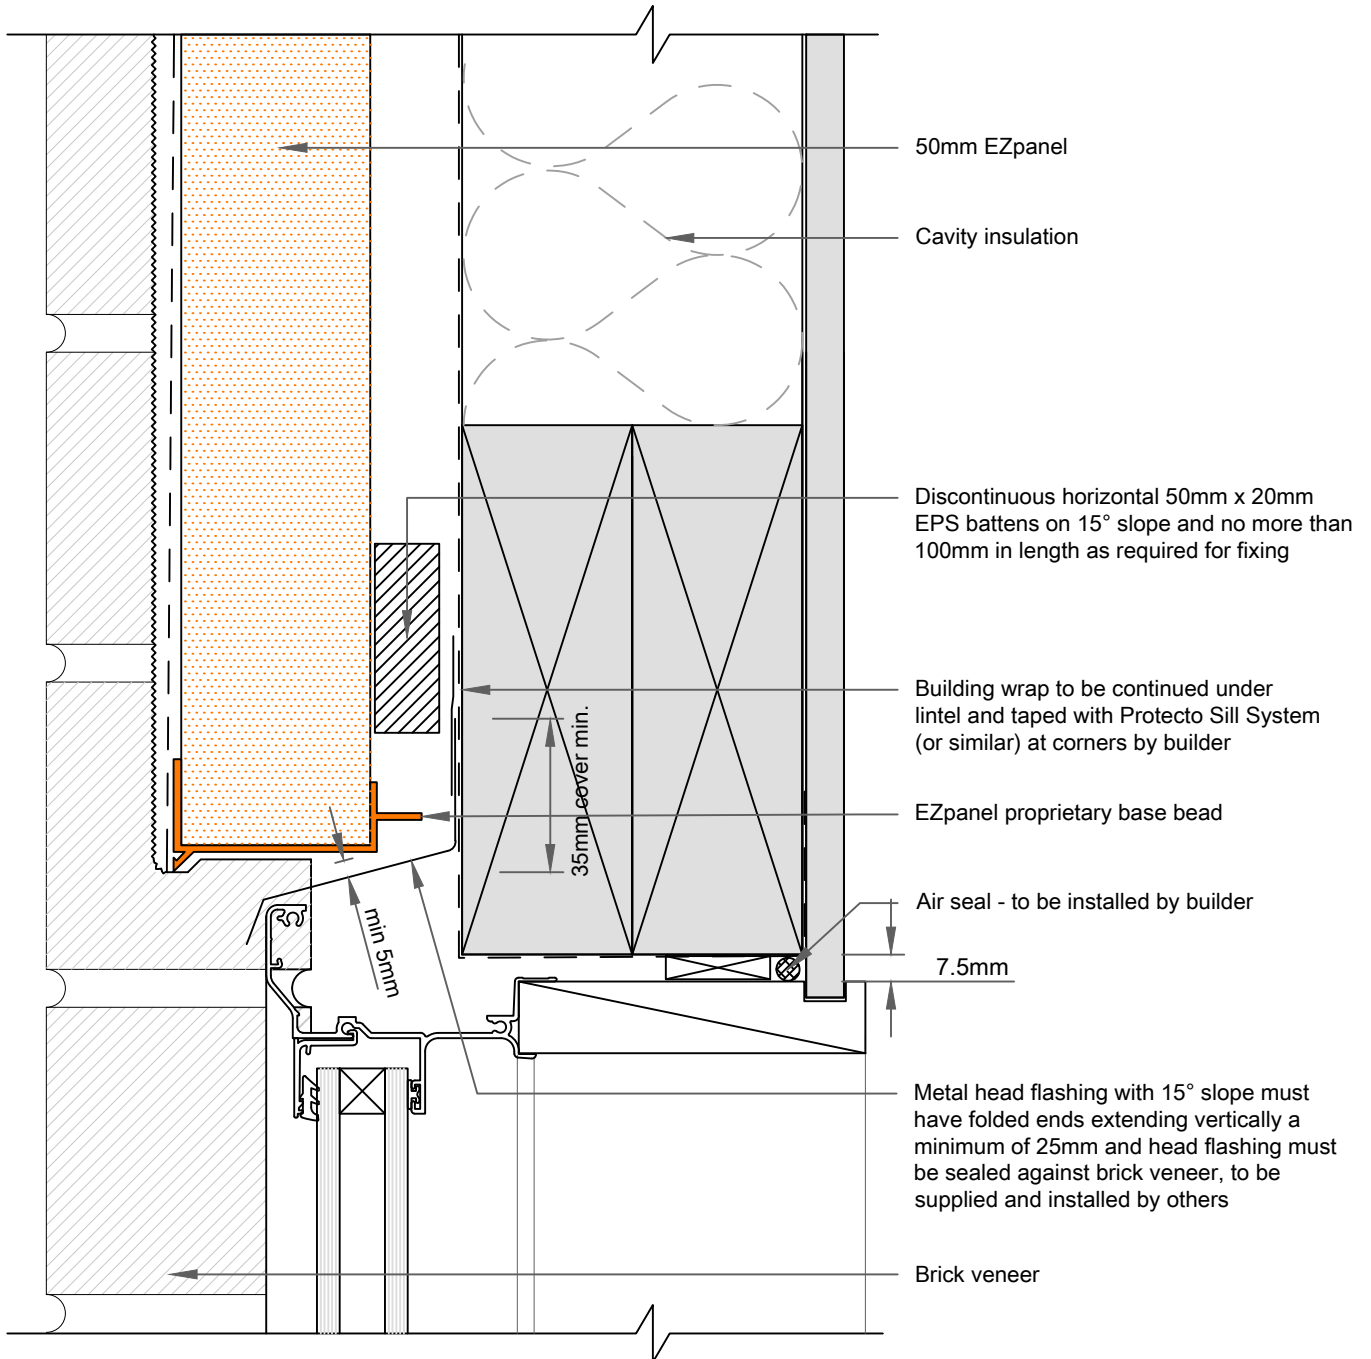 50mm EZpanel
Cavity insulation
Discontinuous horizontal 50mm x 20mm
EPS battens on 15° slope and no more than
100mm in length as required for fixing
Building wrap to be continued under
lintel and taped with Protecto Sill System
(or similar) at corners by builder
35mm cover min.
EZpanel proprietary base bead
Air seal - to be installed by builder
min 5mm
7.5mm
Metal head flashing with 15° slope must
have folded ends extending vertically a
minimum of 25mm and head flashing must
be sealed against brick veneer, to be
supplied and installed by others
Brick veneer